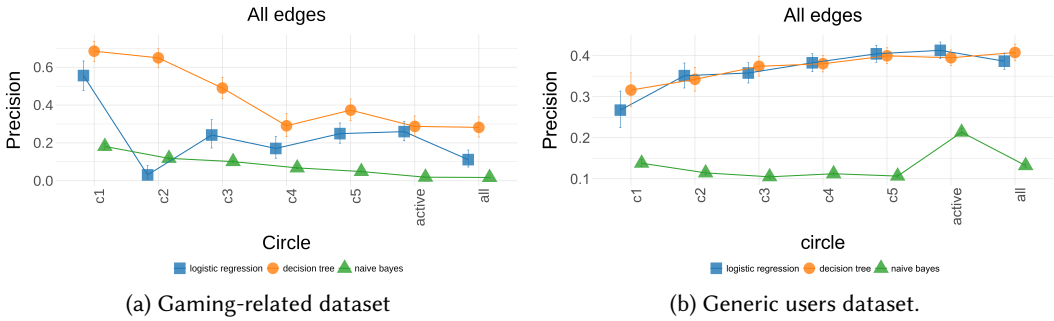 All edges
Precision
0.6
0.4
0.2
0.0
c1
c2
c3
c4
c5
active
all
Circle
logistic regression decision tree naive bayes
(a) Gaming-related dataset
All edges
Precision
0.4
0.3
0.2
0.1
c1
c2
c3
c4
c5
active
all
circle
logistic regression decision tree naive bayes
(b) Generic users dataset.